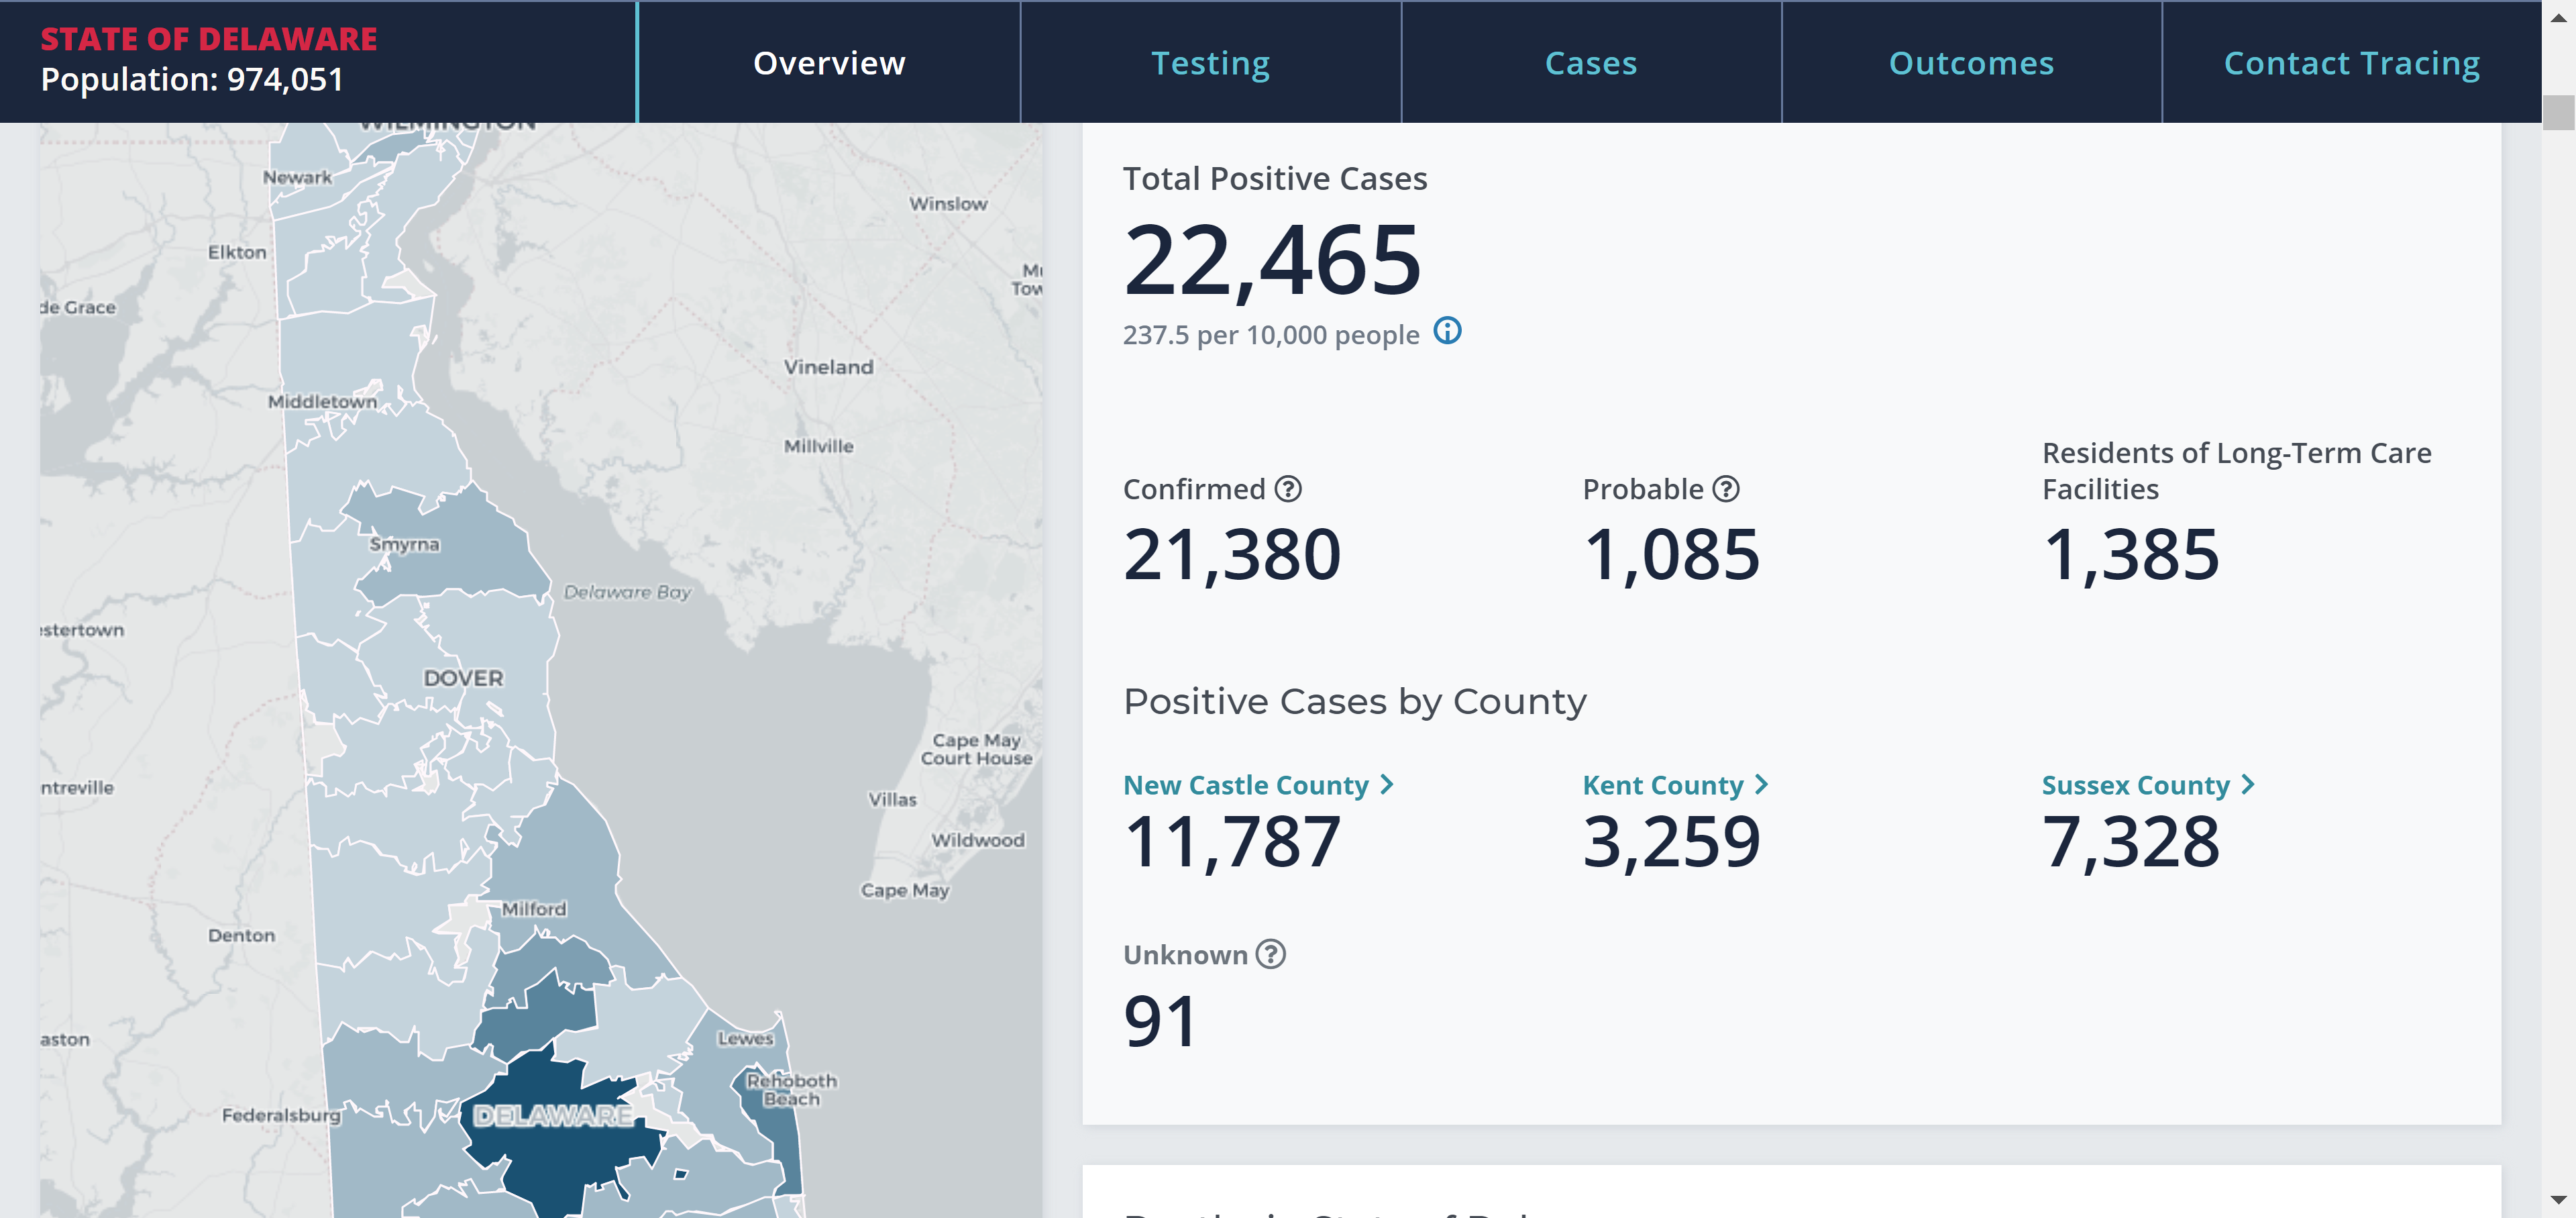 STATE OF DELAWARE
Population: 974,051
Overview
Testing
Cases
Outcomes
Contact Tracing
WILMINGTON
Newark
Winslow
Elkton
de Grace
Vineland
Middletown
Millville
Smyrna
Delaware Bay
estertown
DOVER
Cape May
Court House
ntreville
Villas
Wildwood
Cape May
Milford
Denton
aston
Lewes
Rehoboth
Beach
Federalsburg
DELAWARE
Total Positive Cases
22,465
237.5 per 10,000 people
Confirmed
21,380
Probable
1,085
Residents of Long-Term Care
Facilities
1,385
Positive Cases by County
New Castle County
11,787
Kent County
3,259
Sussex County
7,328
Unknown
91